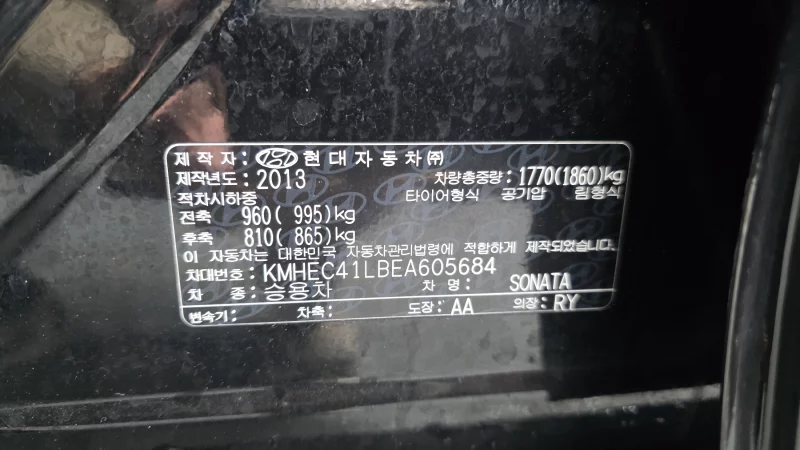 제 작 자 : 현대자동차㈜
제작년도 : 2013 차량총중량 : 1770(1860)kg
적차시하중 타이어형식 공기압 림형식
전축 960( 995)kg
후축 810( 865)kg
이 자동차는 대한민국 자동차관리법령에 적합하게 제작되었습니다.
차대번호 : KMHEC41LBEA605684
차 종 : 승용차 차 명 : SONATA
변속기 : 차축 : 도장 : AA 의장 : RY